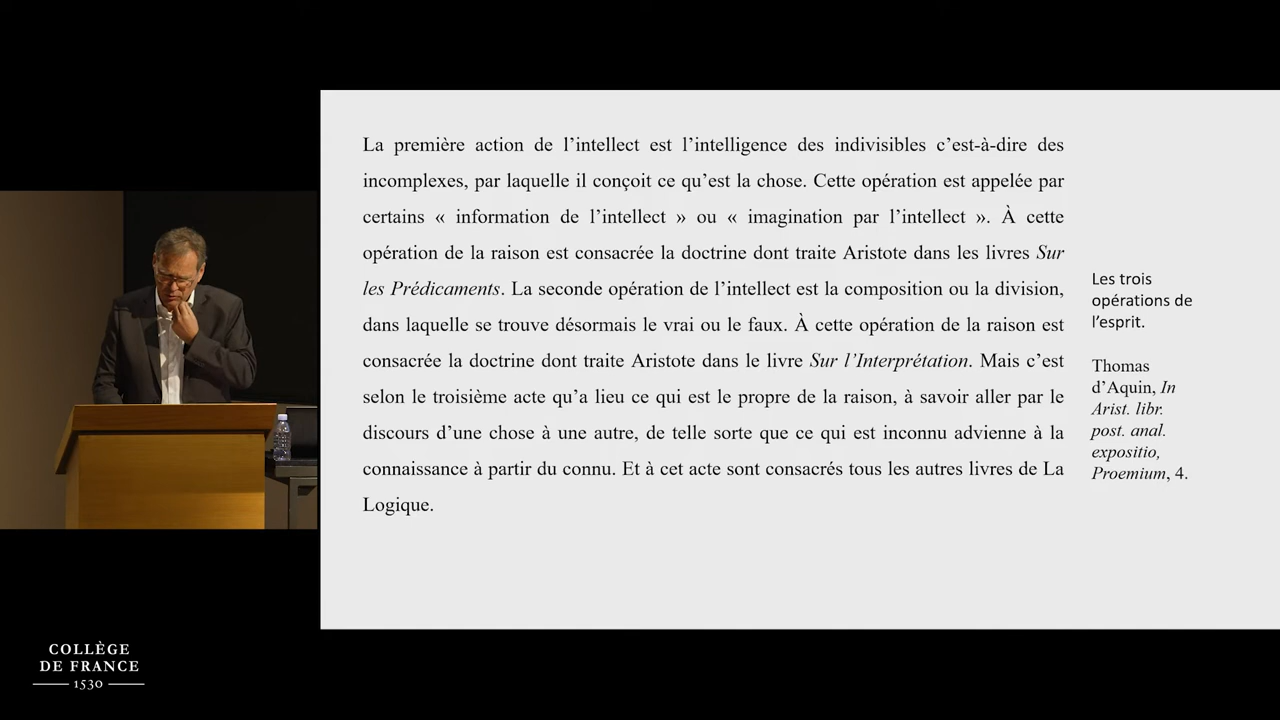 La première action de l’intellect est l’intelligence des indivisibles c’est-à-dire des
incomplexes, par laquelle il conçoit ce qu’est la chose. Cette opération est appelée par
certains « information de l’intellect » ou « imagination par l’intellect ». À cette
opération de la raison est consacrée la doctrine dont traite Aristote dans les livres Sur
les Prédicaments. La seconde opération de l’intellect est la composition ou la division,
dans laquelle se trouve désormais le vrai ou le faux. À cette opération de la raison est
consacrée la doctrine dont traite Aristote dans le livre Sur l’Interprétation. Mais c’est
selon le troisième acte qu’a lieu ce qui est le propre de la raison, à savoir aller par le
discours d’une chose à une autre, de telle sorte que ce qui est inconnu advienne à la
connaissance à partir du connu. Et à cet acte sont consacrés tous les autres livres de La
Logique.
Les trois
opérations de
l’esprit.
Thomas
d’Aquin, In
Arist. libr.
post. anal.
expositio,
Proemium, 4.
COLLÈGE
DE FRANCE
1530